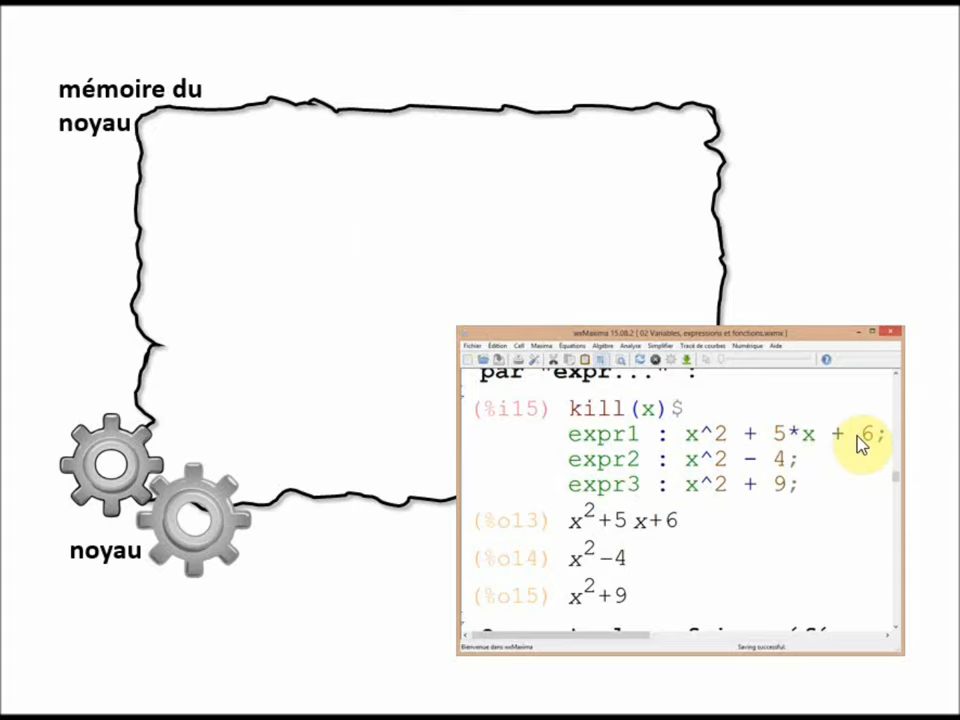 mémoire du
noyau
noyau
wxMaxima 15.08.2 [ 02 Variables, expressions et fonctions.wxmx ]
Fichier Édition Cell Maxima Équations Algèbre Analyse Simplifier Tracé de courbes Numérique Aide
par "expr..." :
(%i15) kill(x)$
expr1 : x^2 + 5*x + 6;
expr2 : x^2 - 4;
expr3 : x^2 + 9;
(%o13) x²+5 x+6
(%o14) x²−4
(%o15) x²+9
Bienvenue dans wxMaxima Saving successful.